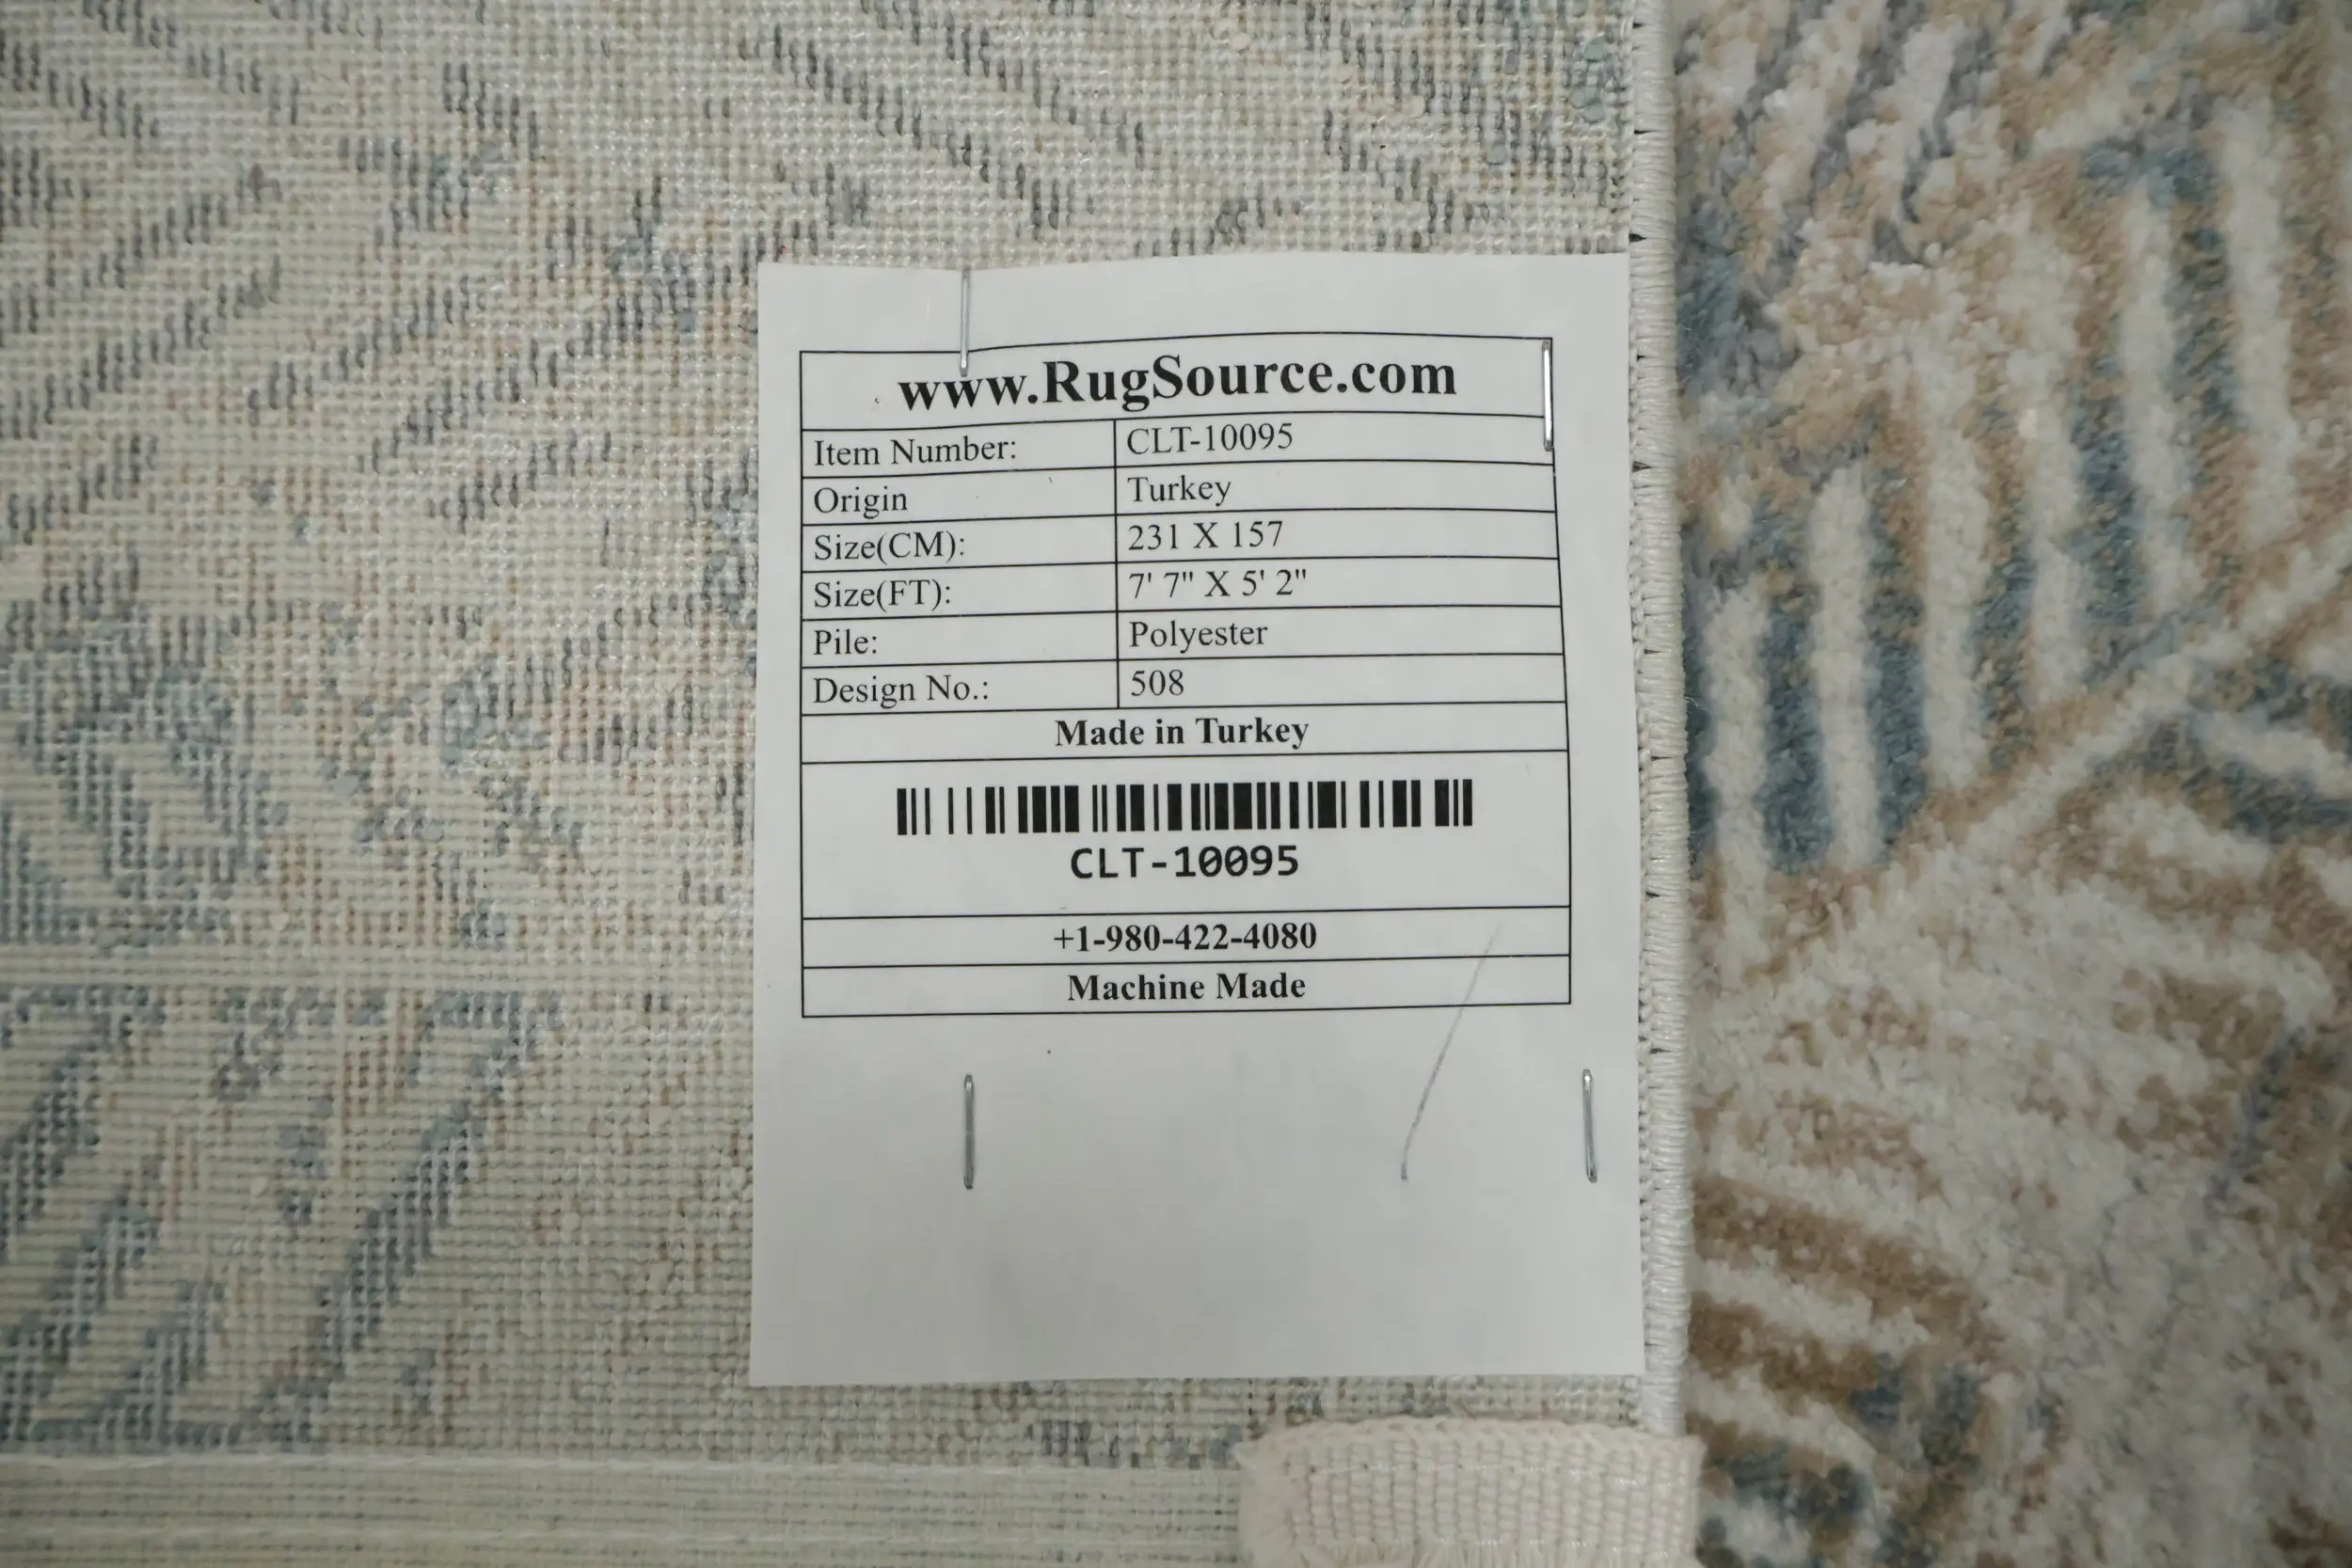 www.RugSource.com
Item Number: CLT-10095
Origin Turkey
Size(CM): 231 X 157
Size(FT): 7' 7" X 5' 2"
Pile: Polyester
Design No.: 508
Made in Turkey
CLT-10095
+1-980-422-4080
Machine Made